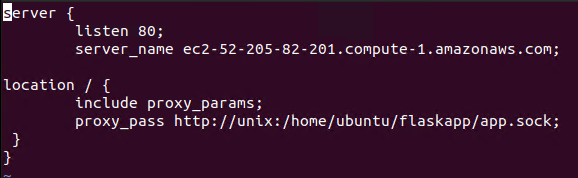 server {
        listen 80;
        server_name ec2-52-205-82-201.compute-1.amazonaws.com;

location / {
        include proxy_params;
        proxy_pass http://unix:/home/ubuntu/flaskapp/app.sock;
 }
}
~